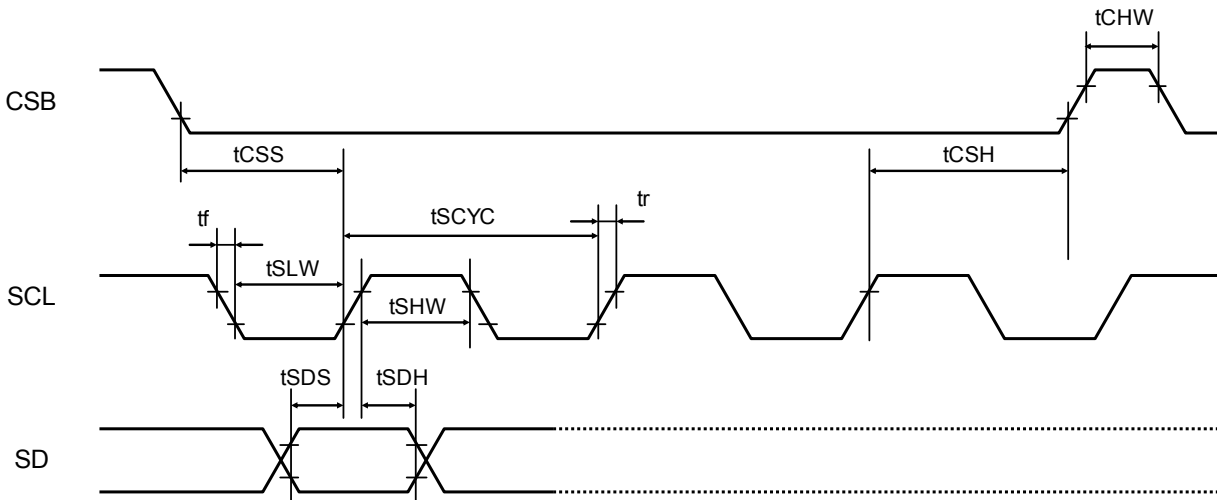 tCHW
CSB
tCSS
tCSH
tf
tSCYC
tr
tSLW
SCL
tSHW
tSDS
tSDH
SD